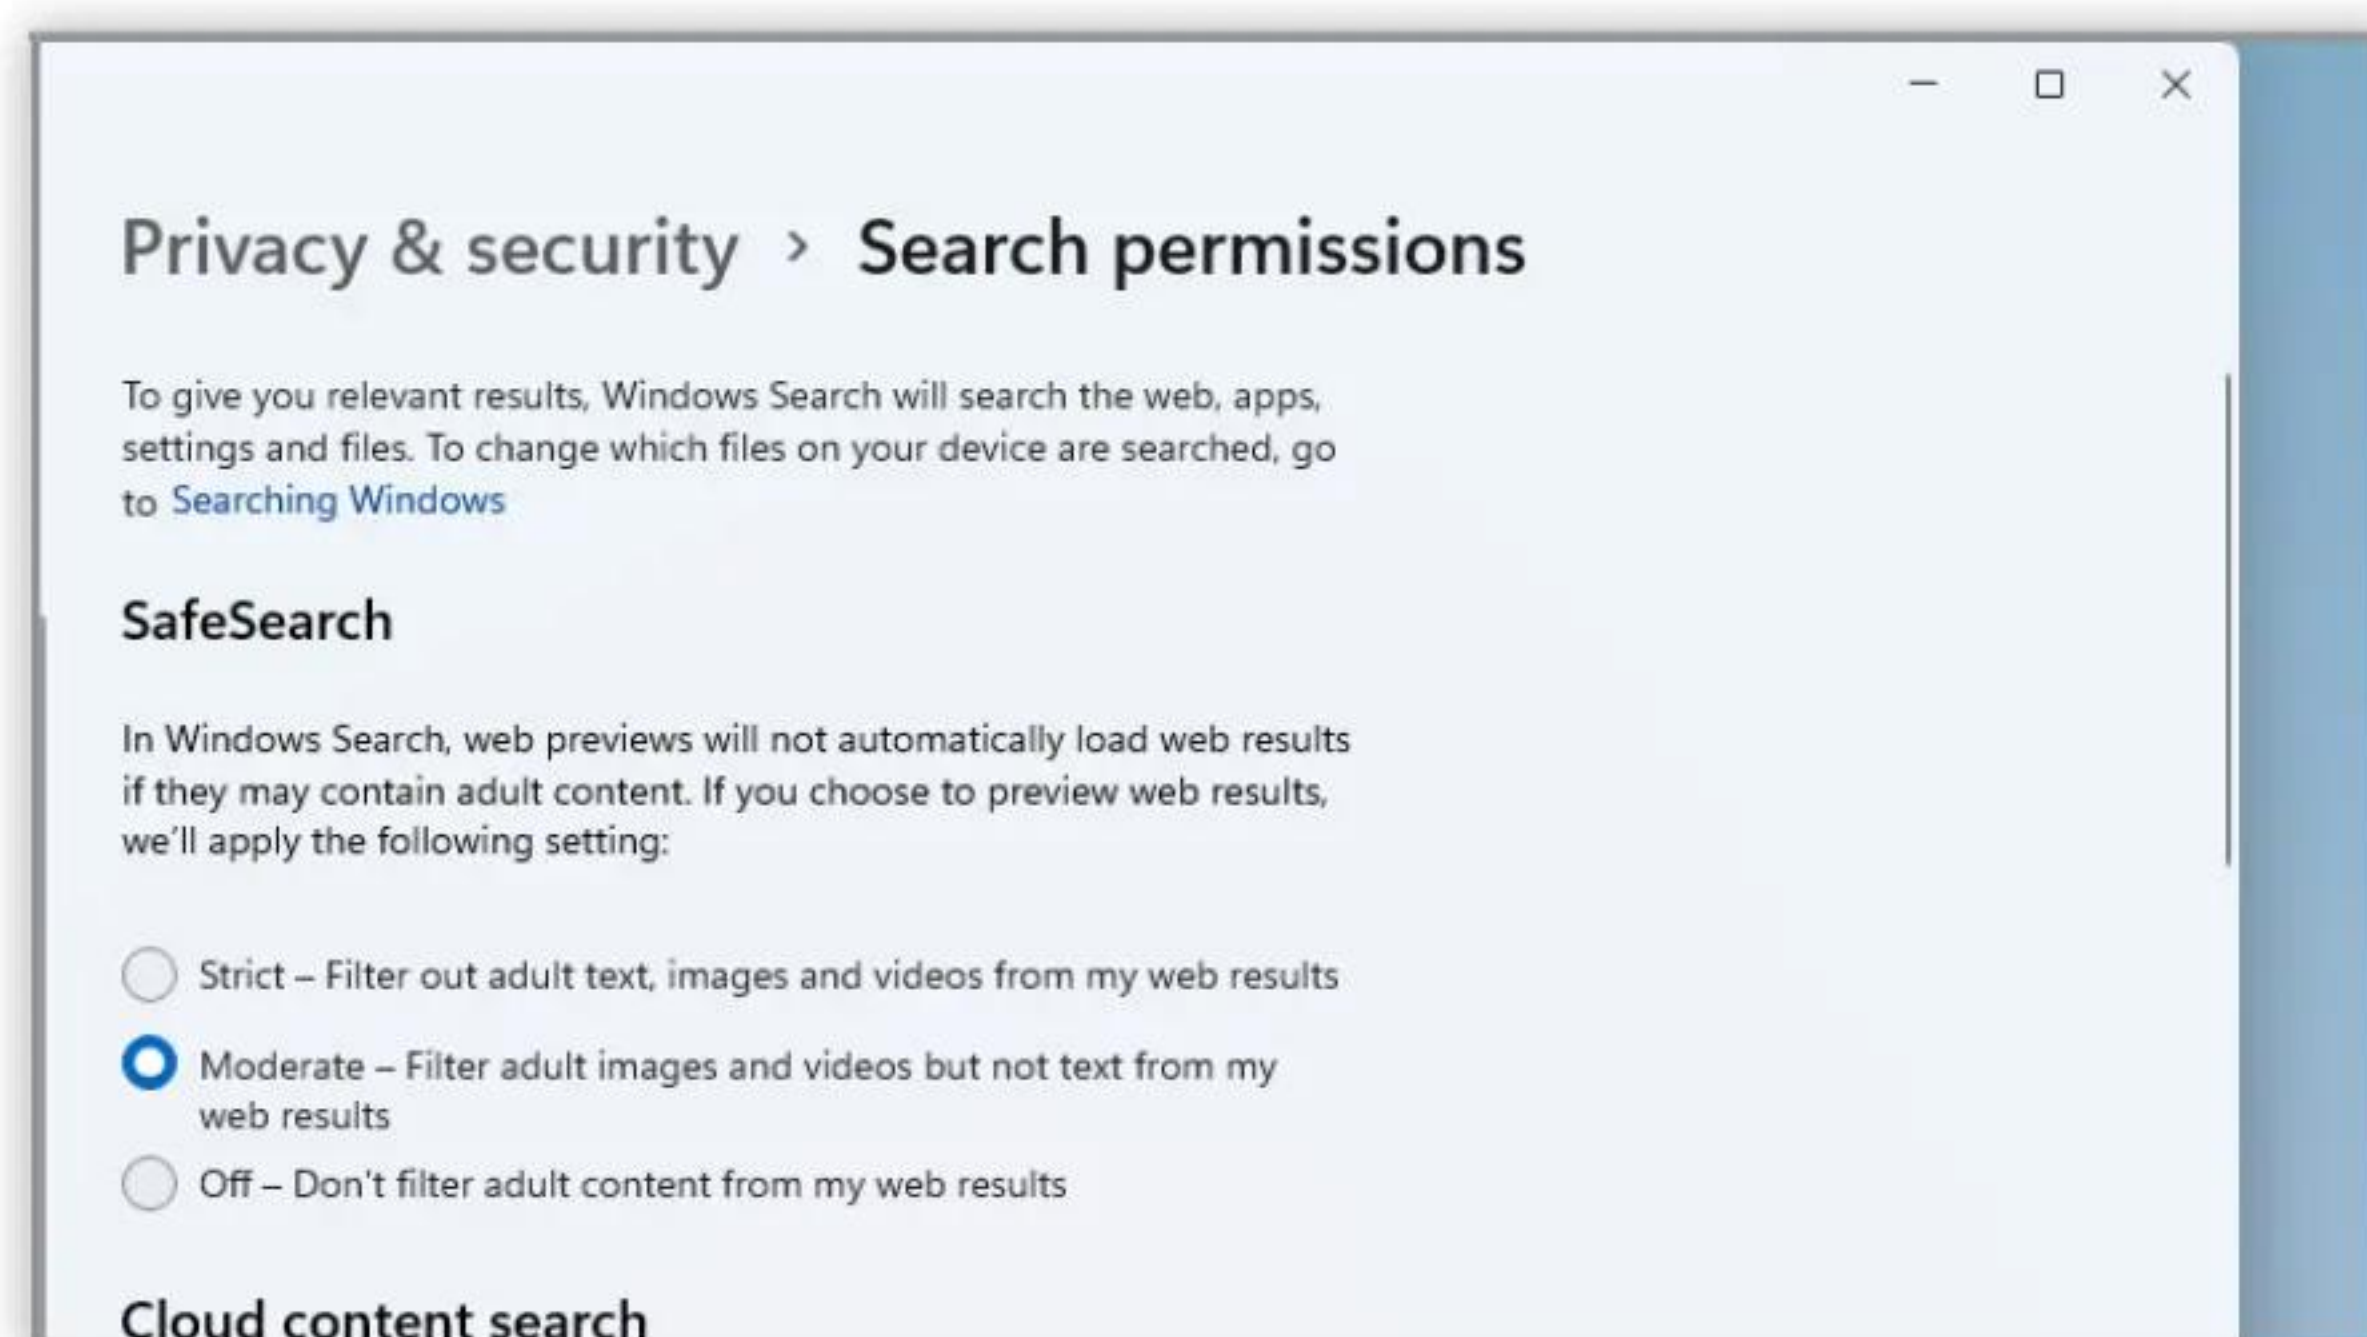 Privacy & security > Search permissions
To give you relevant results, Windows Search will search the web, apps,
settings and files. To change which files on your device are searched, go
to Searching Windows
SafeSearch
In Windows Search, web previews will not automatically load web results
if they may contain adult content. If you choose to preview web results,
we'll apply the following setting:
Strict – Filter out adult text, images and videos from my web results
Moderate – Filter adult images and videos but not text from my
web results
Off – Don't filter adult content from my web results
Cloud content search